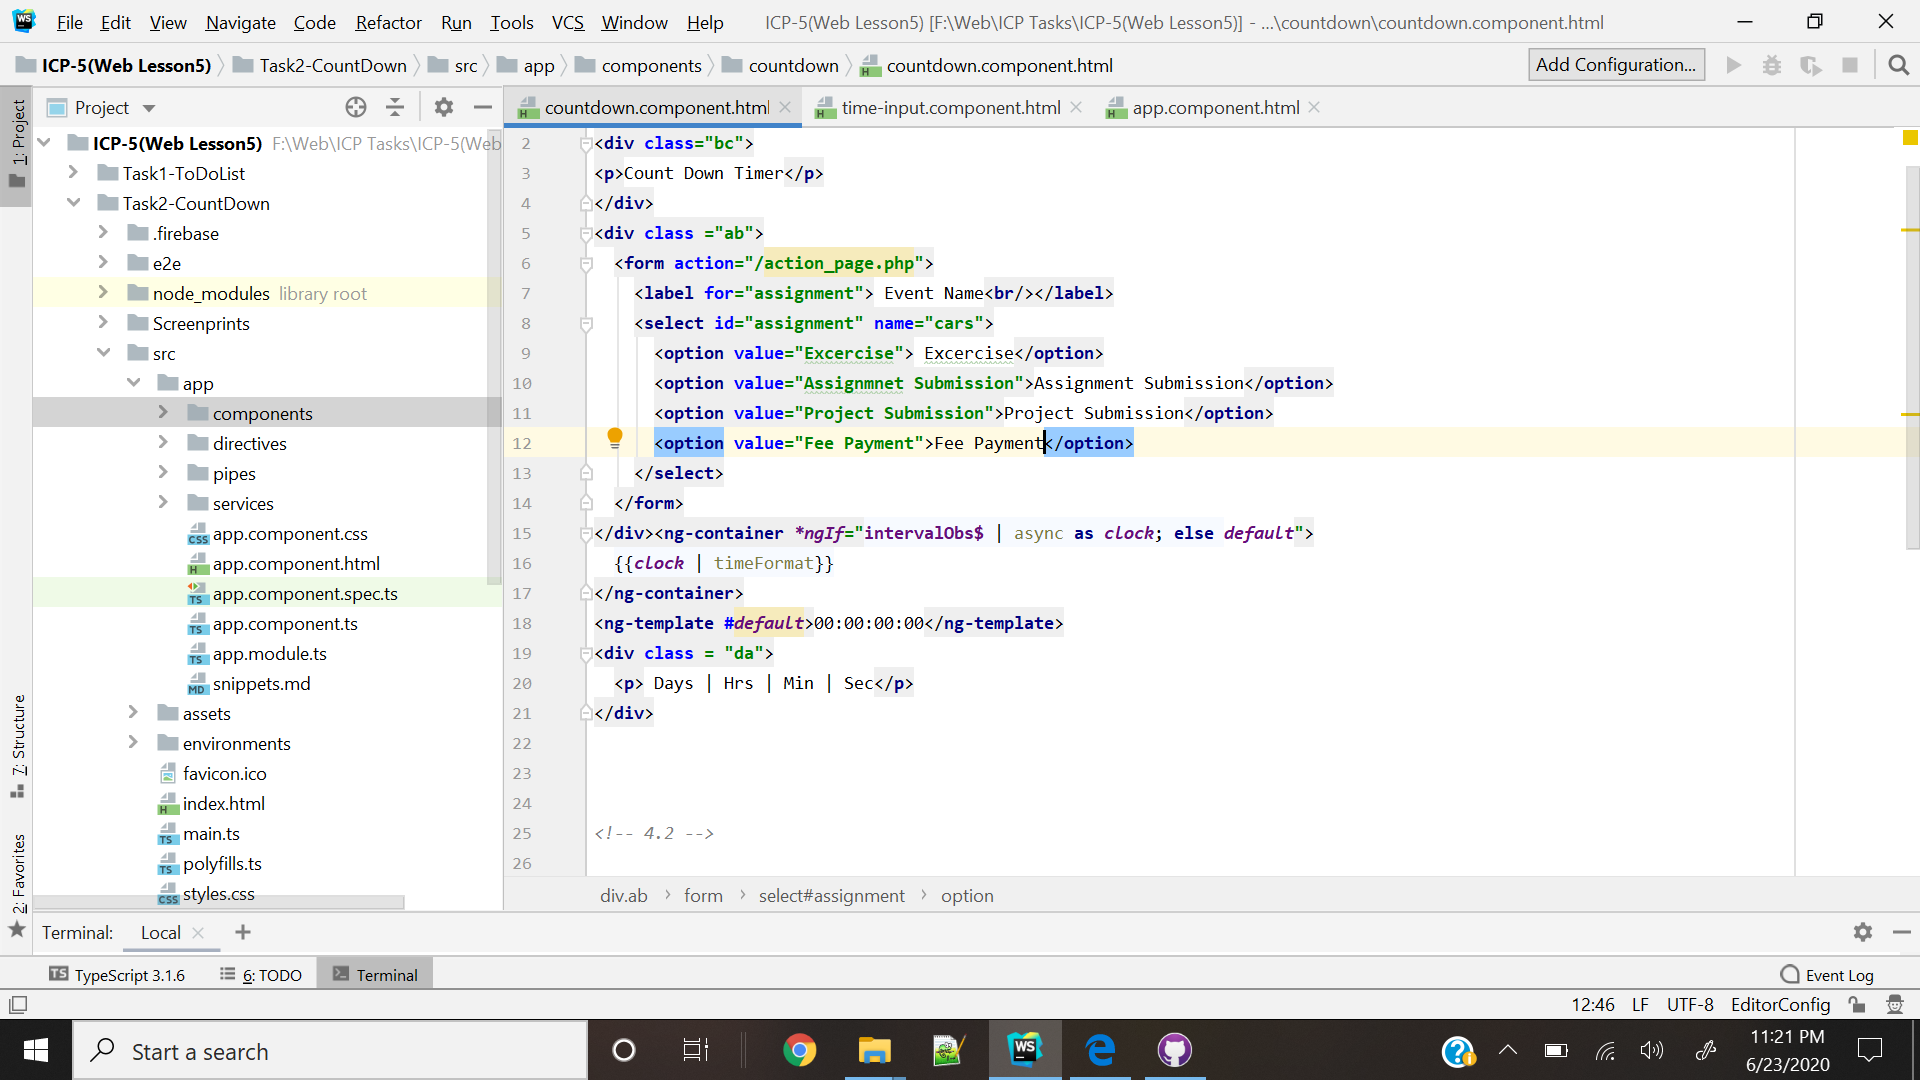 File Edit View Navigate Code Refactor Run Tools VCS Window Help ICP-5(Web Lesson5) [F:\Web\ICP Tasks\ICP-5(Web Lesson5)] - ...\countdown\countdown.component.html
ICP-5(Web Lesson5) Task2-CountDown src app components countdown countdown.component.html Add Configuration...
1: Project
Project
countdown.component.html time-input.component.html app.component.html
ICP-5(Web Lesson5) F:\Web\ICP Tasks\ICP-5(Web
Task1-ToDoList
Task2-CountDown
.firebase
e2e
node_modules library root
Screenprints
src
app
components
directives
pipes
services
app.component.css
app.component.html
app.component.spec.ts
app.component.ts
app.module.ts
snippets.md
assets
environments
favicon.ico
index.html
main.ts
polyfills.ts
styles.css
7: Structure
2: Favorites
2 <div class="bc">
3 <p>Count Down Timer</p>
4 </div>
5 <div class ="ab">
6 <form action="/action_page.php">
7 <label for="assignment"> Event Name<br/></label>
8 <select id="assignment" name="cars">
9 <option value="Excercise"> Excercise</option>
10 <option value="Assignmnet Submission">Assignment Submission</option>
11 <option value="Project Submission">Project Submission</option>
12 <option value="Fee Payment">Fee Payment</option>
13 </select>
14 </form>
15 </div><ng-container *ngIf="intervalObs$ | async as clock; else default">
16 {{clock | timeFormat}}
17 </ng-container>
18 <ng-template #default>00:00:00:00</ng-template>
19 <div class = "da">
20 <p> Days | Hrs | Min | Sec</p>
21 </div>
22
23
24
25 <!-- 4.2 -->
26
div.ab form select#assignment option
Terminal: Local
TypeScript 3.1.6 6: TODO Terminal Event Log
12:46 LF UTF-8 EditorConfig
Start a search
WS
11:21 PM
6/23/2020